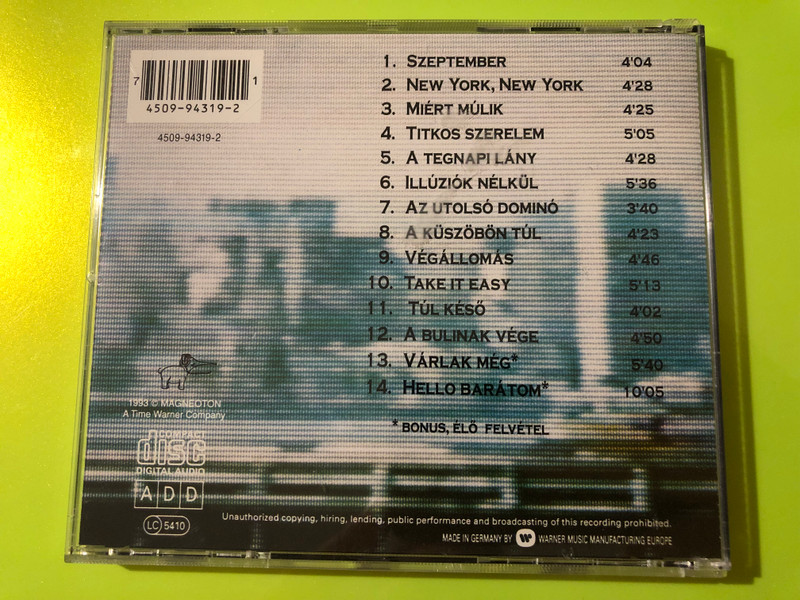 7 4509-94319-2 1
4509-94319-2
1. SZEPTEMBER 4'04
2. NEW YORK, NEW YORK 4'28
3. MIÉRT MÚLIK 4'25
4. TITKOS SZERELEM 5'05
5. A TEGNAPI LÁNY 4'28
6. ILLÚZIÓK NÉLKÜL 5'36
7. AZ UTOLSÓ DOMINÓ 3'40
8. A KÜSZÖBÖN TÚL 4'23
9. VÉGÁLLOMÁS 4'46
10. TAKE IT EASY 5'13
11. TÚL KÉSŐ 4'02
12. A BULINAK VÉGE 4'50
13. VÁRLAK MÉG* 5'40
14. HELLO BARÁTOM* 10'05
* BONUS, ÉLŐ FELVÉTEL
1993 © MAGNEOTON
A Time Warner Company
COMPACT
disc
DIGITAL AUDIO
A D D
LC 5410
Unauthorized copying, hiring, lending, public performance and broadcasting of this recording prohibited.
MADE IN GERMANY BY WARNER MUSIC MANUFACTURING EUROPE